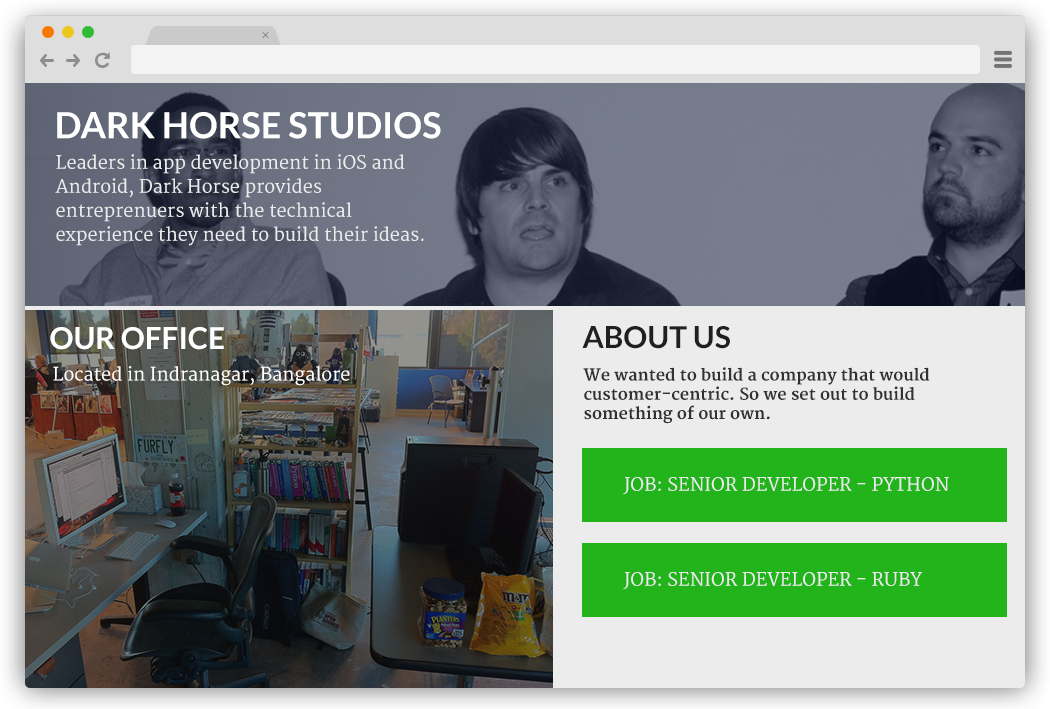 DARK HORSE STUDIOS
Leaders in app development in iOS and
Android, Dark Horse provides
entreprenuers with the technical
experience they need to build their ideas.
OUR OFFICE
Located in Indranagar, Bangalore
FURFLY
PLANTERS
m&m's
ABOUT US
We wanted to build a company that would
customer-centric. So we set out to build
something of our own.
JOB: SENIOR DEVELOPER - PYTHON
JOB: SENIOR DEVELOPER - RUBY